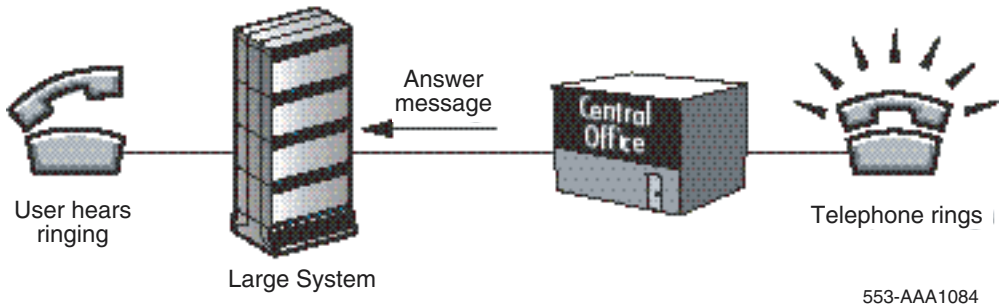 Answer
message
Central
Office
User hears
ringing
Telephone rings
Large System
553-AAA1084